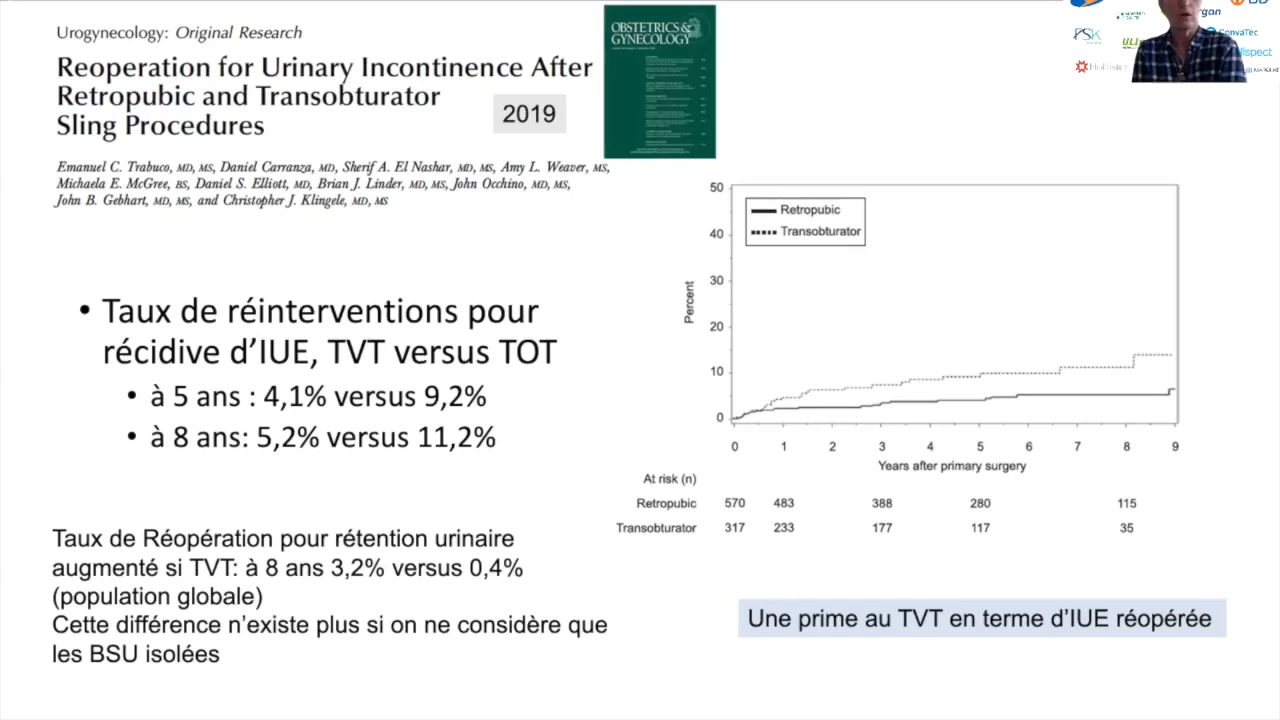 Urogynecology: Original Research
Reoperation for Urinary Incontinence After
Retropubic and Transobturator
Sling Procedures
2019
OBSTETRICS &
GYNECOLOGY
Emanuel C. Trabuco, MD, MS, Daniel Carranza, MD, Sherif A. El Nashar, MD, MS, Amy L. Weaver, MS,
Michaela E. McGree, BS, Daniel S. Elliott, MD, Brian J. Linder, MD, MS, John Occhino, MD, MS,
John B. Gebhart, MD, MS, and Christopher J. Klingele, MD, MS
• Taux de réinterventions pour
récidive d’IUE, TVT versus TOT
• à 5 ans : 4,1% versus 9,2%
• à 8 ans: 5,2% versus 11,2%
Taux de Réopération pour rétention urinaire
augmenté si TVT: à 8 ans 3,2% versus 0,4%
(population globale)
Cette différence n’existe plus si on ne considère que
les BSU isolées
Retropubic
Transobturator
Percent
50
40
30
20
10
0
0 1 2 3 4 5 6 7 8 9
Years after primary surgery
At risk (n)
Retropubic 570 483 388 280 115
Transobturator 317 233 177 117 35
Une prime au TVT en terme d’IUE réopérée
ConvaTec
Hollister